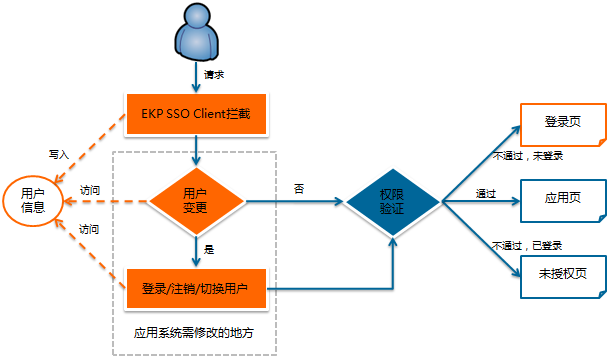 请求
EKP SSO Client拦截
写入
登录页
不通过，未登录
用户
信息
访问
用户
变更
否
权限
验证
通过
应用页
访问
是
不通过，已登录
未授权页
登录/注销/切换用户
应用系统需修改的地方